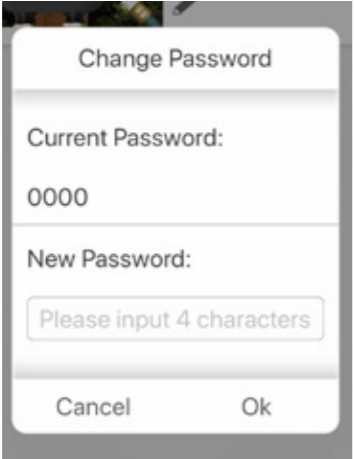 Change Password
Current Password:
0000
New Password:
Please input 4 characters
Cancel
Ok